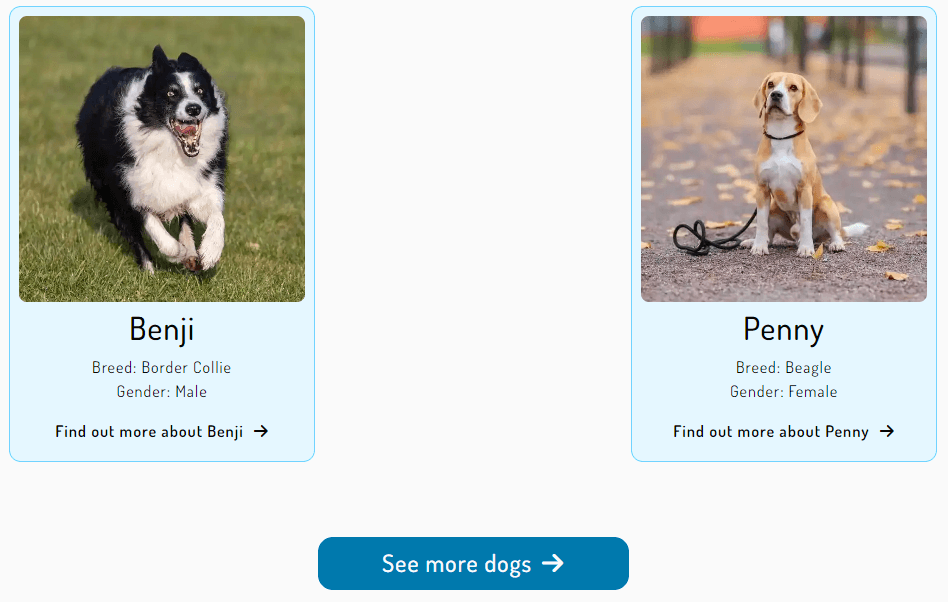 Benji
Breed: Border Collie
Gender: Male
Find out more about Benji
Penny
Breed: Beagle
Gender: Female
Find out more about Penny
See more dogs